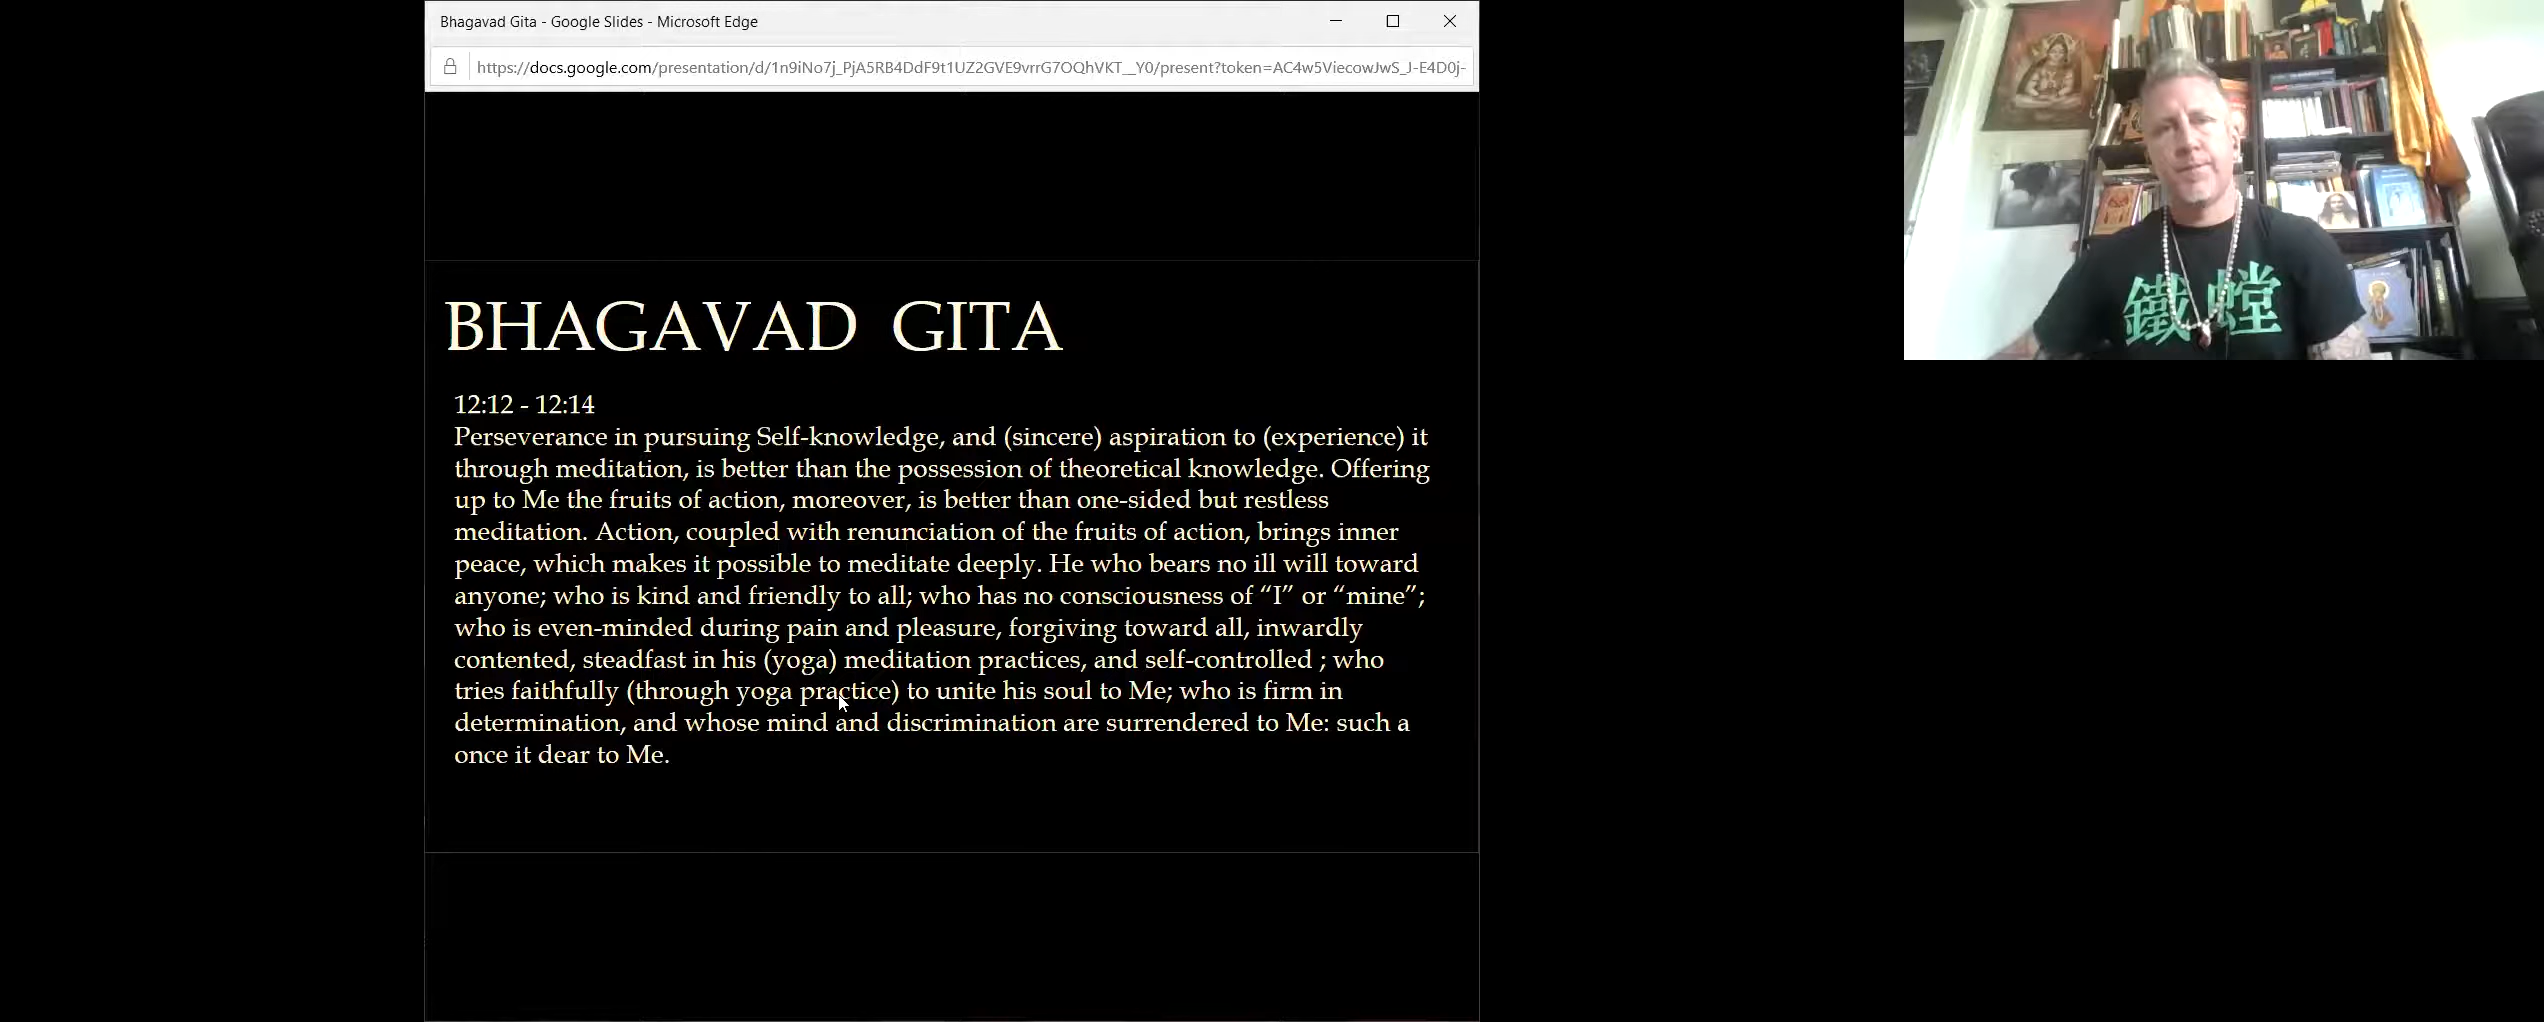 Bhagavad Gita - Google Slides - Microsoft Edge
https://docs.google.com/presentation/d/1n9iNo7j_PjA5RB4DdF9t1UZ2GVE9vrrG7OQhVKT__Y0/present?token=AC4w5ViecowJwS_J-E4D0j-
BHAGAVAD GITA
12:12 - 12:14
Perseverance in pursuing Self-knowledge, and (sincere) aspiration to (experience) it
through meditation, is better than the possession of theoretical knowledge. Offering
up to Me the fruits of action, moreover, is better than one-sided but restless
meditation. Action, coupled with renunciation of the fruits of action, brings inner
peace, which makes it possible to meditate deeply. He who bears no ill will toward
anyone; who is kind and friendly to all; who has no consciousness of “I” or “mine”;
who is even-minded during pain and pleasure, forgiving toward all, inwardly
contented, steadfast in his (yoga) meditation practices, and self-controlled ; who
tries faithfully (through yoga practice) to unite his soul to Me; who is firm in
determination, and whose mind and discrimination are surrendered to Me: such a
once it dear to Me.
鐵螳